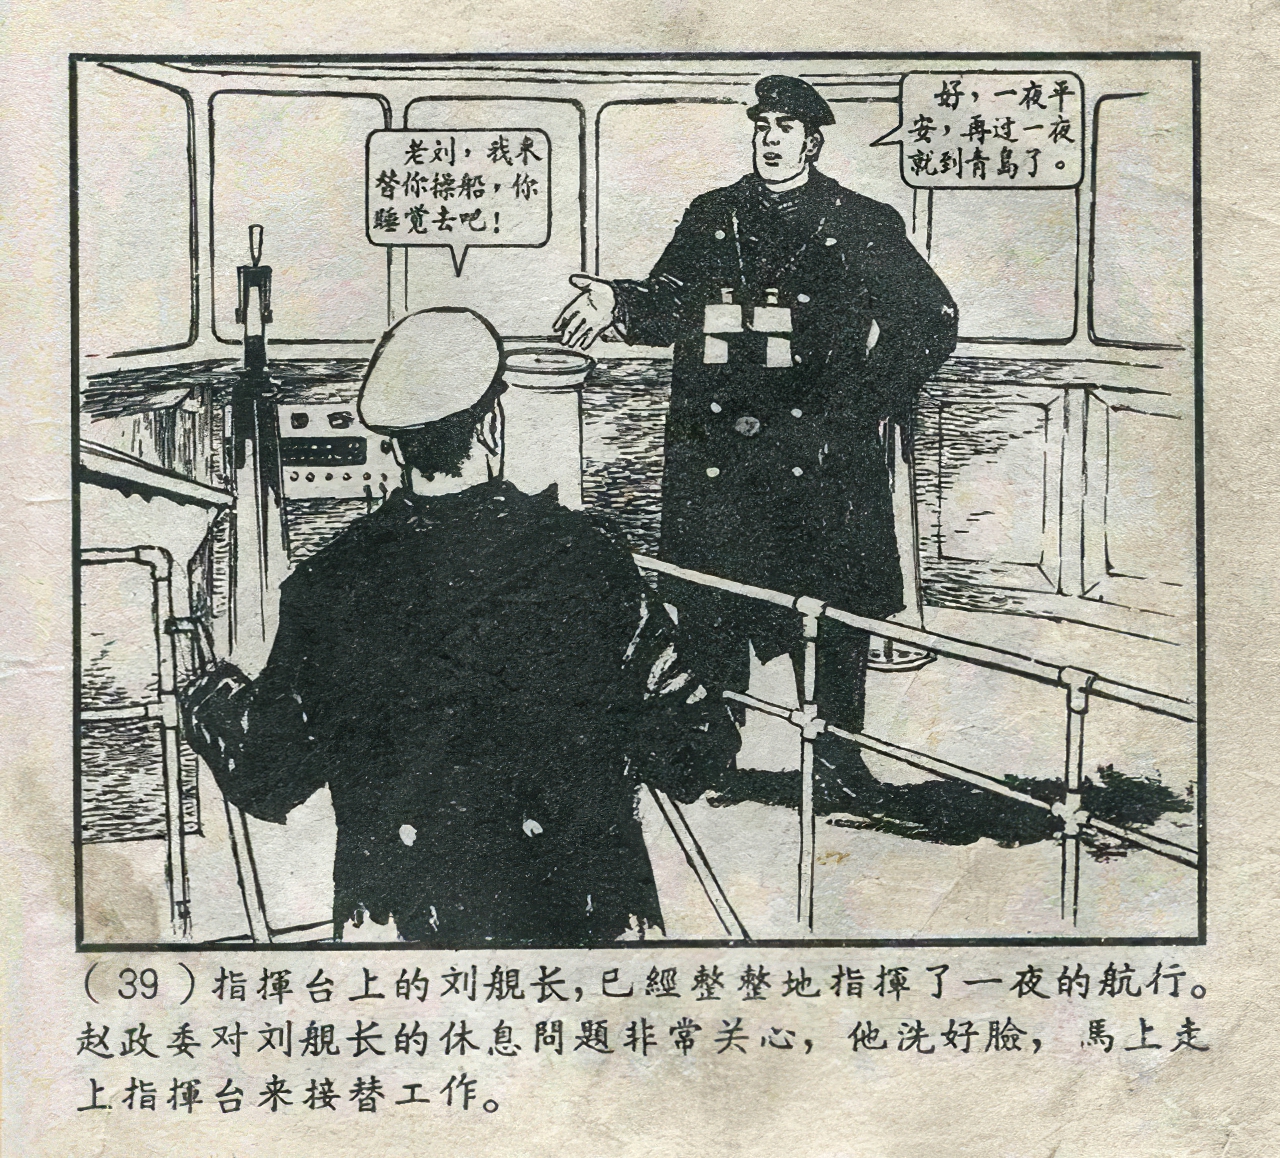 老刘，我来
替你操船，你
睡觉去吧！
好，一夜平
安，再过一夜
就到青岛了。
（39）指揮台上的刘舰长，已經整整地指揮了一夜的航行。
赵政委对刘舰长的休息問題非常关心，他洗好臉，馬上走
上指揮台来接替工作。